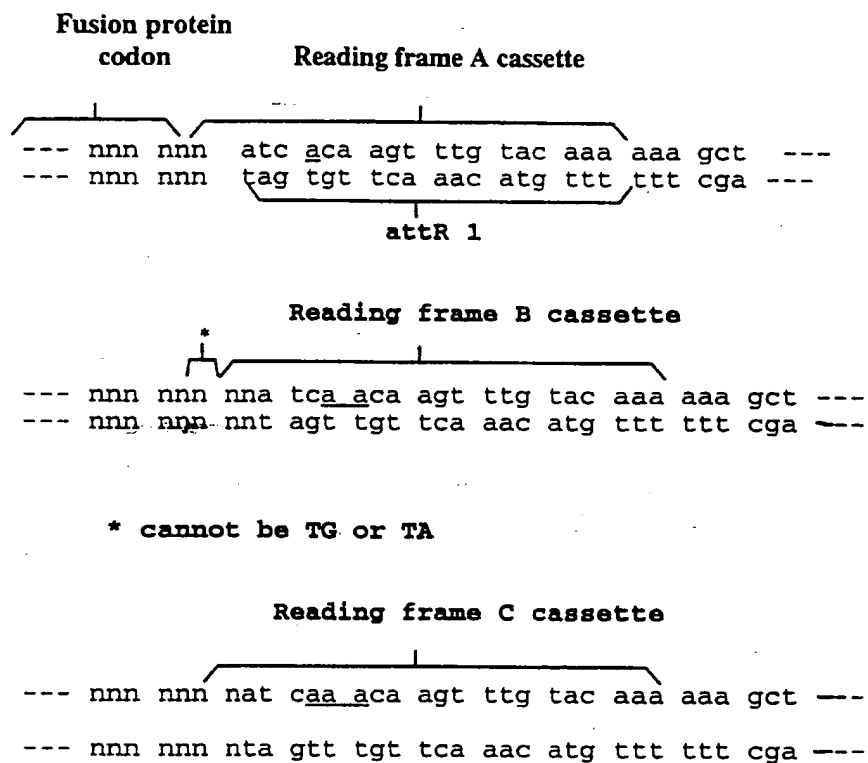 Fusion protein
codon
Reading frame A cassette
--- nnn nnn atc aca agt ttg tac aaa aaa gct ---
--- nnn nnn tag tgt tca aac atg ttt ttt cga ---
attR 1
Reading frame B cassette
*
--- nnn nnn nna tca aca agt ttg tac aaa aaa gct ---
--- nnn nnn nnt agt tgt tca aac atg ttt ttt cga ---
* cannot be TG or TA
Reading frame C cassette
--- nnn nnn nat caa aca agt ttg tac aaa aaa gct ---
--- nnn nnn nta gtt tgt tca aac atg ttt ttt cga ---